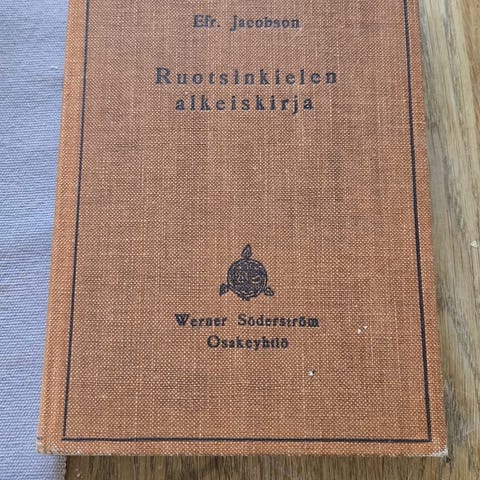 Efr. Jacobson
Ruotsinkielen
alkeiskirja
Werner Söderström
Osakeyhtiö